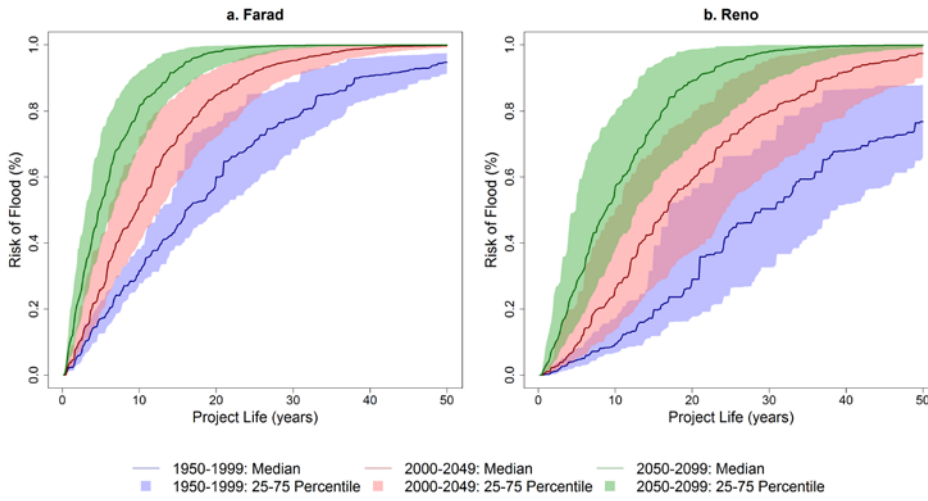 a. Farad
b. Reno
Risk of Flood (%)
1.0
0.8
0.6
0.4
0.2
0.0
0 10 20 30 40 50
Project Life (years)
Risk of Flood (%)
1.0
0.8
0.6
0.4
0.2
0.0
0 10 20 30 40 50
Project Life (years)
1950-1999: Median 2000-2049: Median 2050-2099: Median
1950-1999: 25-75 Percentile 2000-2049: 25-75 Percentile 2050-2099: 25-75 Percentile